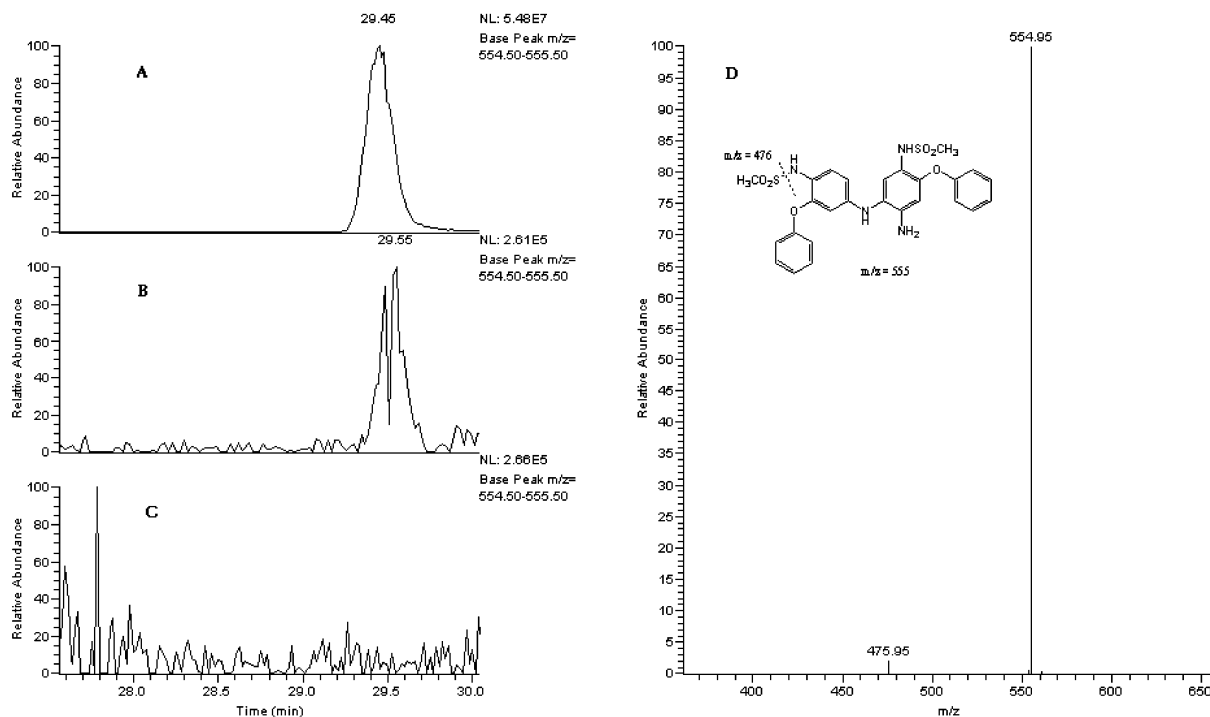 29.45
NL: 5.48E7
Base Peak m/z=
554.50-555.50
A
Relative Abundance
100
80
60
40
20
0
29.55
NL: 2.61E5
Base Peak m/z=
554.50-555.50
B
Relative Abundance
100
80
60
40
20
0
NL: 2.66E5
Base Peak m/z=
554.50-555.50
C
Relative Abundance
100
80
60
40
20
0
28.0 28.5 29.0 29.5 30.0
Time (min)
554.95
D
Relative Abundance
100
95
90
85
80
75
70
65
60
55
50
45
40
35
30
25
20
15
10
5
0
NHSO₂CH₃
m/z = 476
H
N
H₃CO₂S
O
O
N
H
NH₂
O
m/z = 555
475.95
400 450 500 550 600 650
m/z